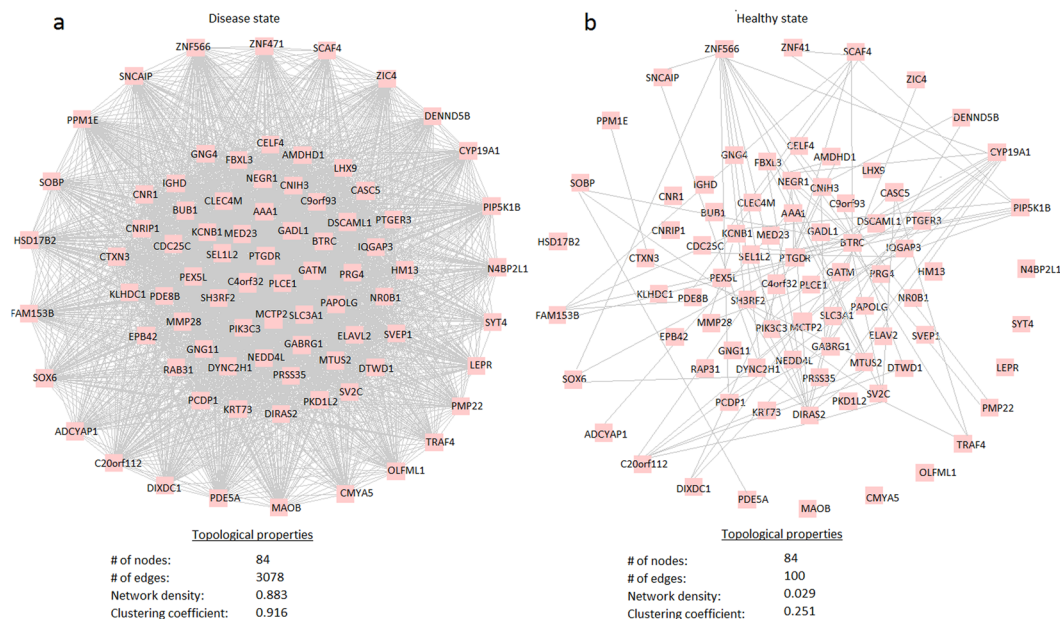 a
Disease state
ZNF566
ZNF471
SCAF4
SNCAIP
ZIC4
PPM1E
DENND5B
CYP19A1
SOBP
PIP5K1B
HSD17B2
N4BP2L1
FAM153B
SYT4
SOX6
LEPR
ADCYAP1
PMP22
C20orf112
TRAF4
DIXDC1
OLFML1
PDE5A
CMYA5
MAOB
CELF4
GNG4
FBXL3
AMDHD1
LHX9
IGHD
NEGR1
CNIH3
CASC5
CNR1
CLEC4M
C9orf93
BUB1
AAA1
DSCAML1
PTGER3
CNRIP1
KCNB1
MED23
GADL1
BTRC
IQGAP3
CDC25C
CTXN3
SEL1L2
PTGDR
GATM
HM13
PEX5L
C4orf32
PLCE1
PRG4
KLHDC1
PDE8B
SH3RF2
PAPOLG
NR0B1
MMP28
MCTP2
SLC3A1
EPB42
PIK3C3
ELAVL2
SVEP1
GNG11
GABRG1
RAB31
DYNC2H1
NEDD4L
MTUS2
DTWD1
PRSS35
PCDP1
KRT73
DIRAS2
PKD1L2
SV2C
Topological properties
# of nodes: 84
# of edges: 3078
Network density: 0.883
Clustering coefficient: 0.916
b
Healthy state
ZNF566
ZNF41
SCAF4
SNCAIP
ZIC4
PPM1E
DENND5B
CYP19A1
SOBP
PIP5K1B
HSD17B2
N4BP2L1
FAM153B
SYT4
SOX6
LEPR
ADCYAP1
PMP22
C20orf112
TRAF4
DIXDC1
OLFML1
PDE5A
CMYA5
MAOB
CELF4
GNG4
FBXL3
AMDHD1
LHX9
IGHD
NEGR1
CNIH3
CASC5
CNR1
CLEC4M
C9orf93
BUB1
AAA1
DSCAML1
PTGER3
CNRIP1
KCNB1
MED23
GADL1
BTRC
IQGAP3
CDC25C
CTXN3
SEL1L2
PTGDR
GATM
HM13
PEX5L
C4orf32
PLCE1
PRG4
KLHDC1
PDE8B
SH3RF2
PAPOLG
NR0B1
MMP28
MCTP2
SLC3A1
EPB42
PIK3C3
ELAV2
SVEP1
GNG11
GABRG1
RAP31
DYNC2H1
NEDD4L
MTUS2
DTWD1
PRSS35
PCDP1
KRT73
DIRAS2
PKD1L2
SV2C
Topological properties
# of nodes: 84
# of edges: 100
Network density: 0.029
Clustering coefficient: 0.251